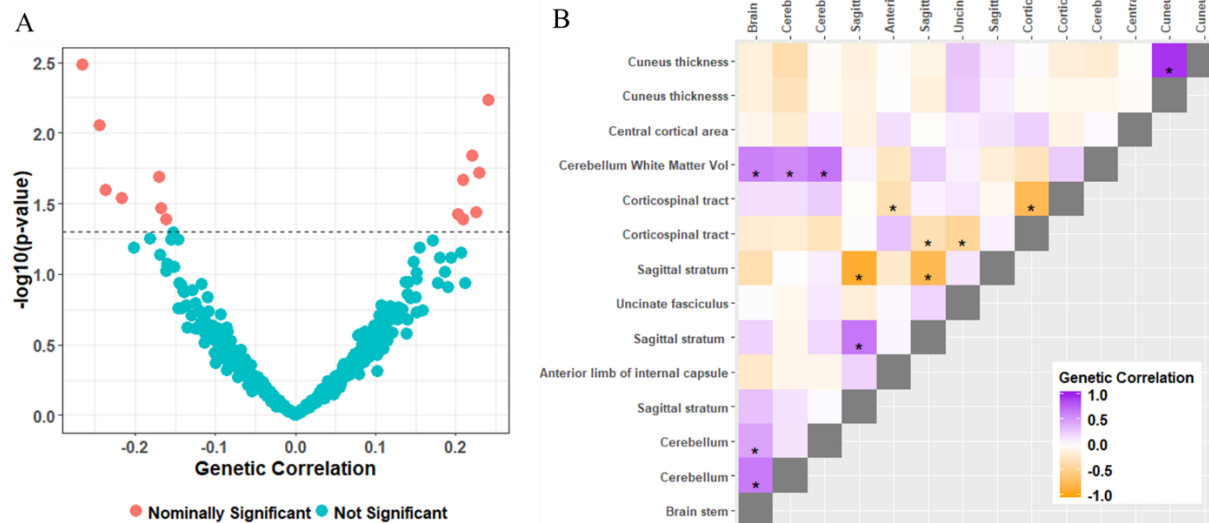 A
B
2.5
2.0
1.5
1.0
0.5
0.0
-log10(p-value)
-0.2
-0.1
0.0
0.1
0.2
Genetic Correlation
Nominally Significant
Not Significant
Brain
Cerebe
Cerebe
Sagitt
Anteri
Sagitt
Uncin
Sagitt
Cortic
Cortic
Cereb
Centra
Cuneu
Cuneu
Cuneus thickness
Cuneus thicknesss
Central cortical area
Cerebellum White Matter Vol
Corticospinal tract
Corticospinal tract
Sagittal stratum
Uncinate fasciculus
Sagittal stratum
Anterior limb of internal capsule
Sagittal stratum
Cerebellum
Cerebellum
Brain stem
* 
* * *
* *
* *
* *
*
*
*
Genetic Correlation
1.0
0.5
0.0
-0.5
-1.0